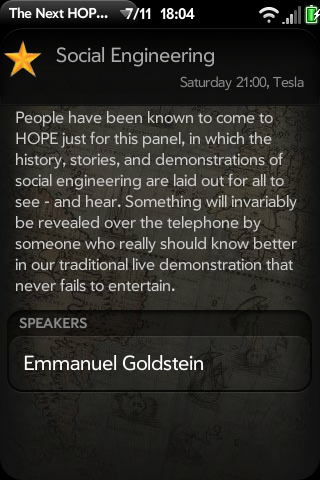 The Next HOP... 7/11 18:04
Social Engineering
Saturday 21:00, Tesla
People have been known to come to
HOPE just for this panel, in which the
history, stories, and demonstrations of
social engineering are laid out for all to
see - and hear. Something will invariably
be revealed over the telephone by
someone who really should know better
in our traditional live demonstration that
never fails to entertain.
SPEAKERS
Emmanuel Goldstein